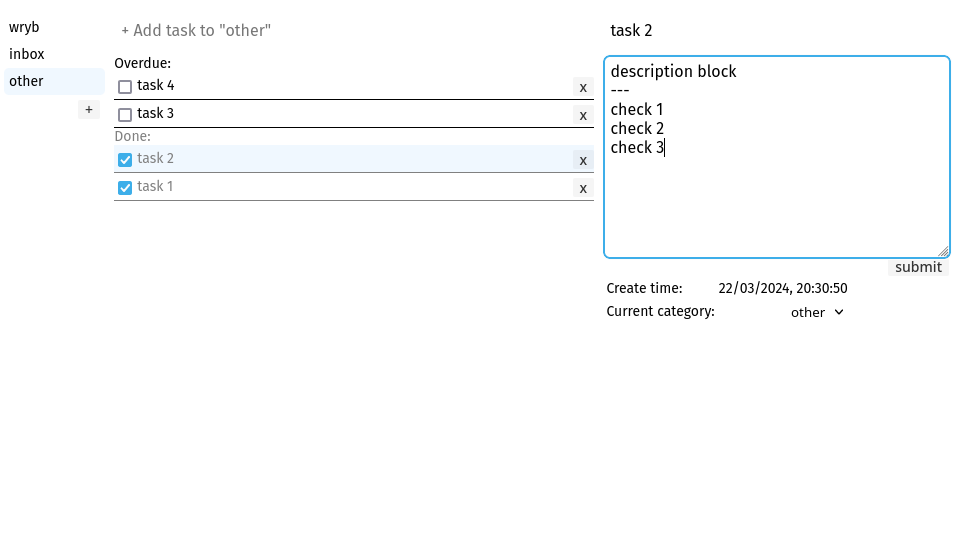 wryb
inbox
other
+
+ Add task to "other"
Overdue:
task 4 x
task 3 x
Done:
task 2 x
task 1 x
task 2
description block
---
check 1
check 2
check 3
submit
Create time: 22/03/2024, 20:30:50
Current category: other